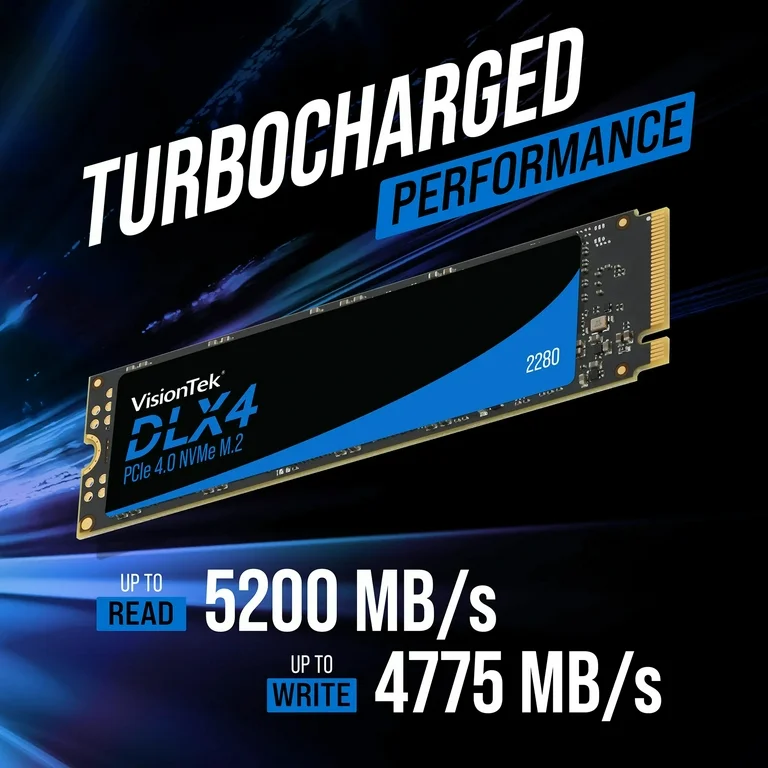 TURBOCHARGED
PERFORMANCE
2280
VisionTek®
DLX4
PCIe 4.0 NVMe M.2
UP TO
READ
5200 MB/s
UP TO
WRITE
4775 MB/s